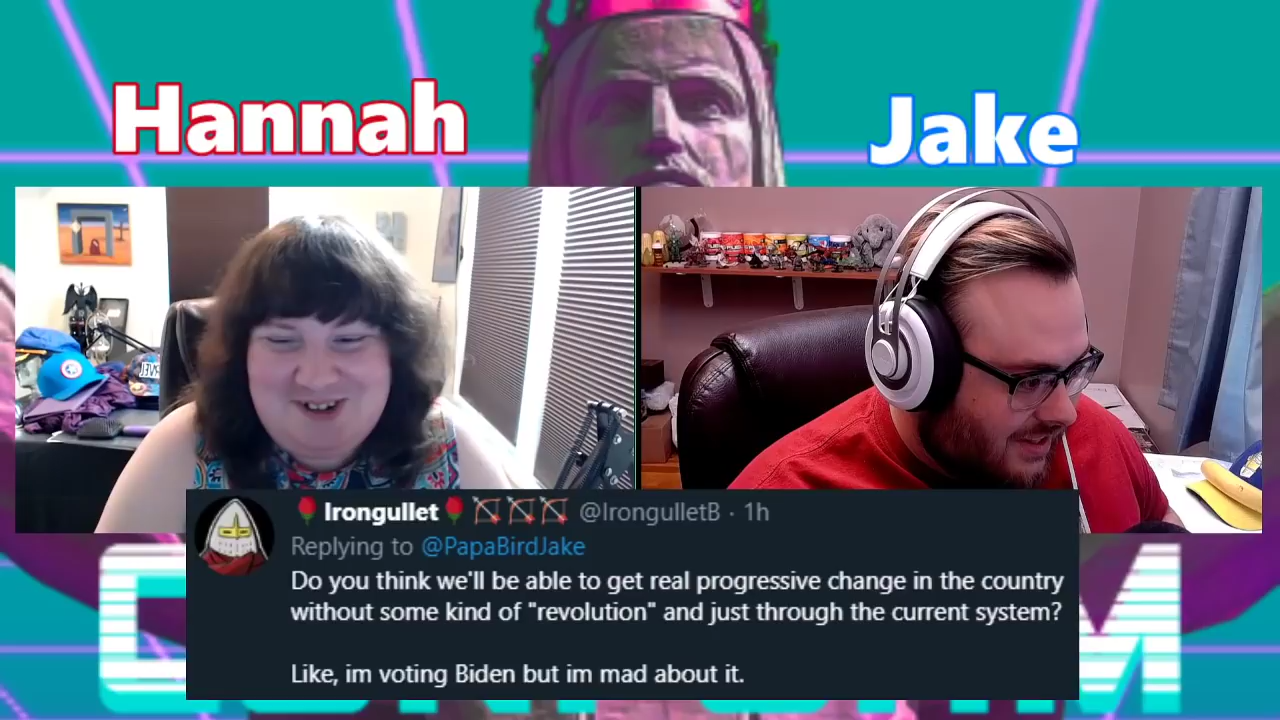 Hannah
Jake
Irongullet @IrongulletB · 1h
Replying to @PapaBirdJake
Do you think we'll be able to get real progressive change in the country
without some kind of "revolution" and just through the current system?
Like, im voting Biden but im mad about it.